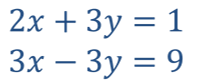 2x + 3y = 1
3x − 3y = 9